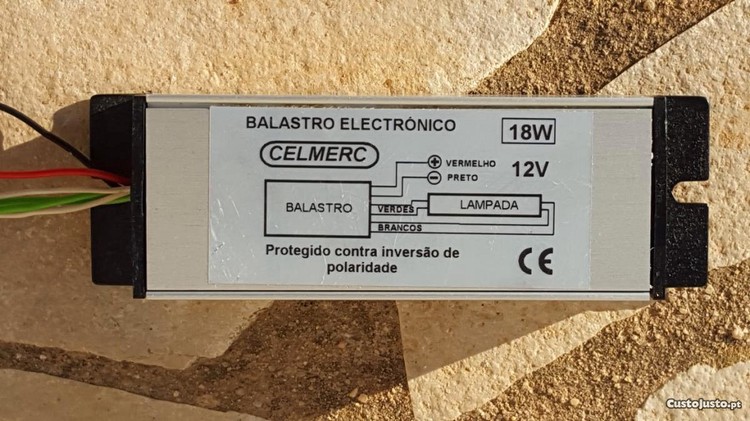 BALASTRO ELECTRÓNICO
18W
CELMERC
12V
+ VERMELHO
− PRETO
BALASTRO
VERDES
LAMPADA
BRANCOS
Protegido contra inversão de
polaridade
CE
CustoJusto.pt